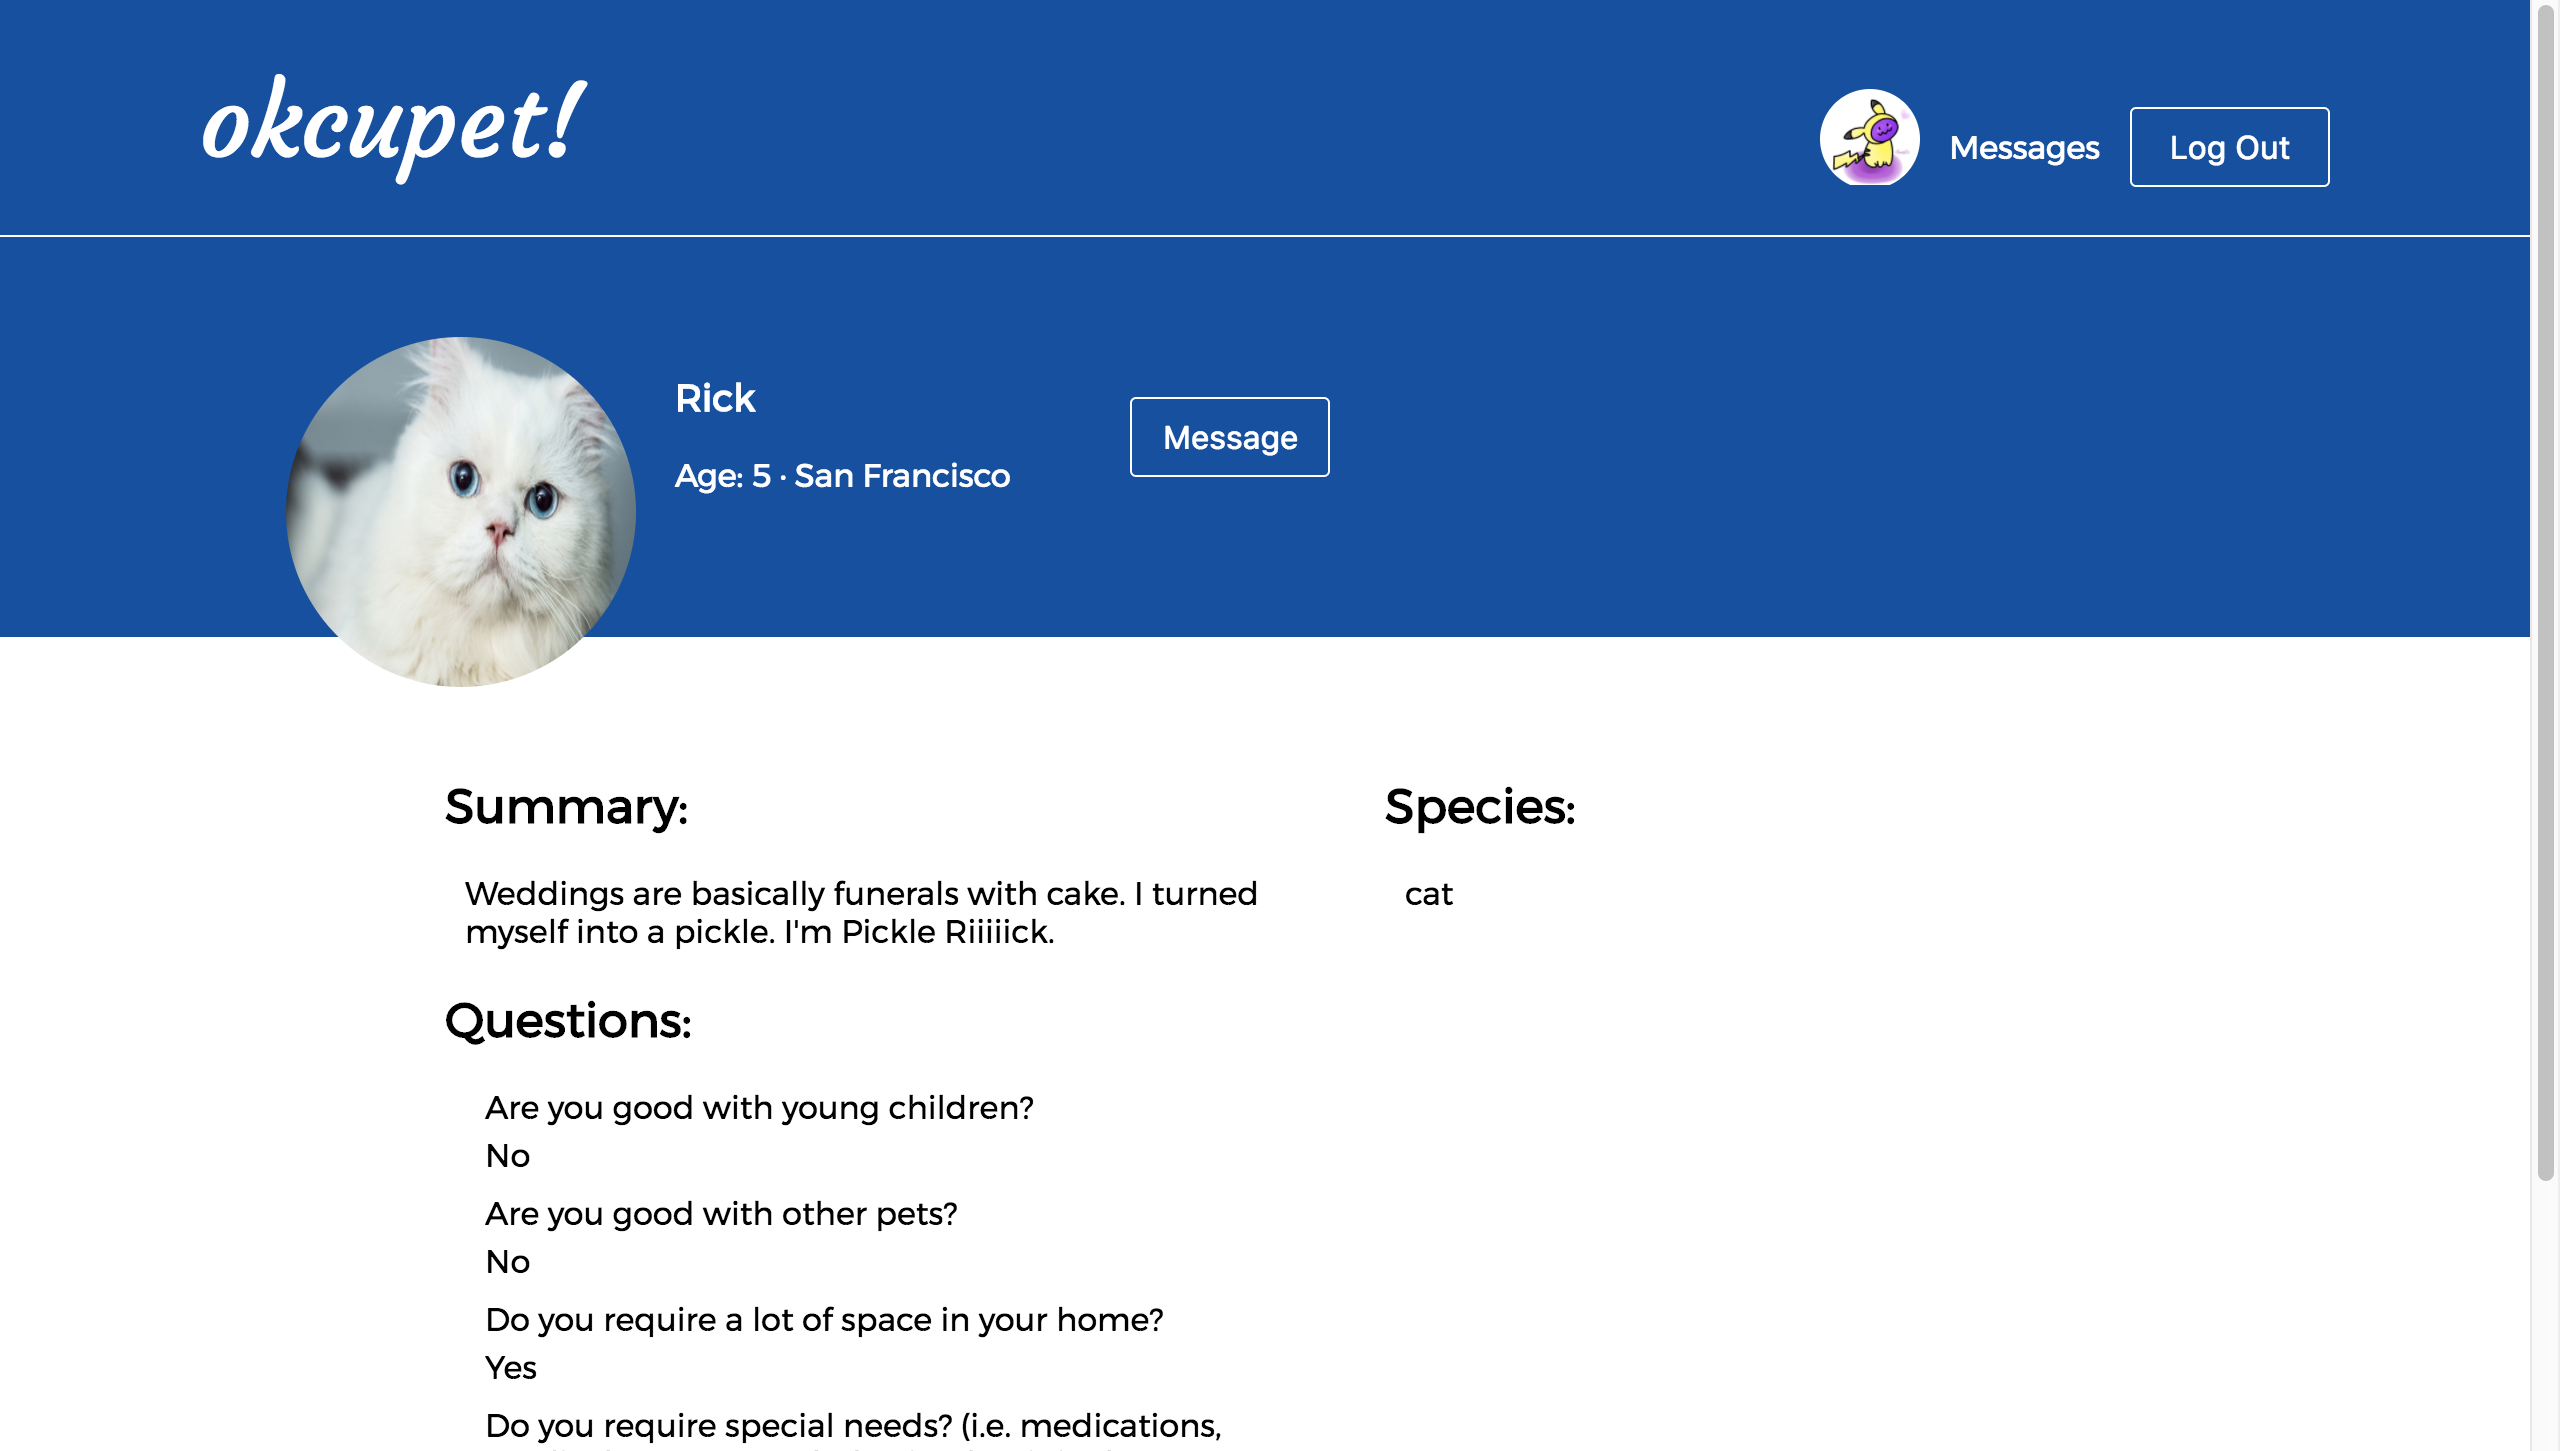 okcupet!
Messages
Log Out
Rick
Age: 5 · San Francisco
Message
Summary:
Weddings are basically funerals with cake. I turned
myself into a pickle. I'm Pickle Riiiiick.
Species:
cat
Questions:
Are you good with young children?
No
Are you good with other pets?
No
Do you require a lot of space in your home?
Yes
Do you require special needs? (i.e. medications,